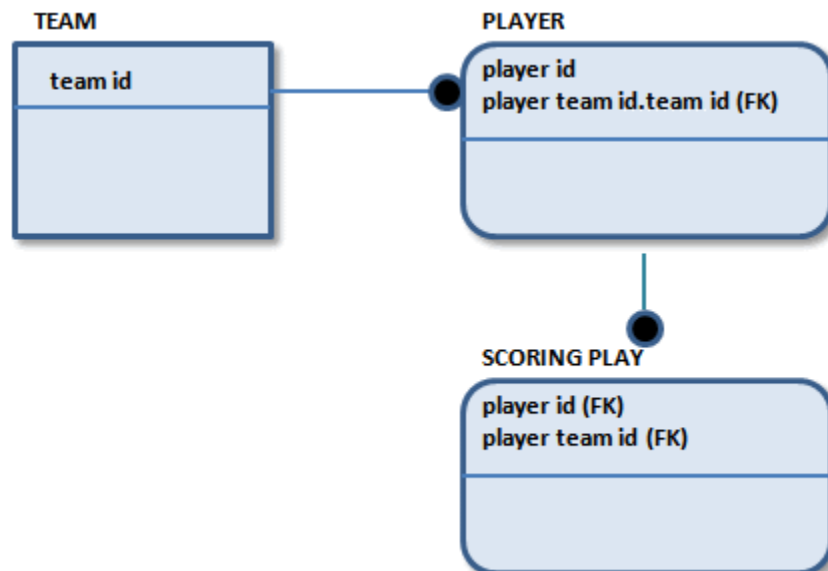 TEAM
team id
PLAYER
player id
player team id.team id (FK)
SCORING PLAY
player id (FK)
player team id (FK)